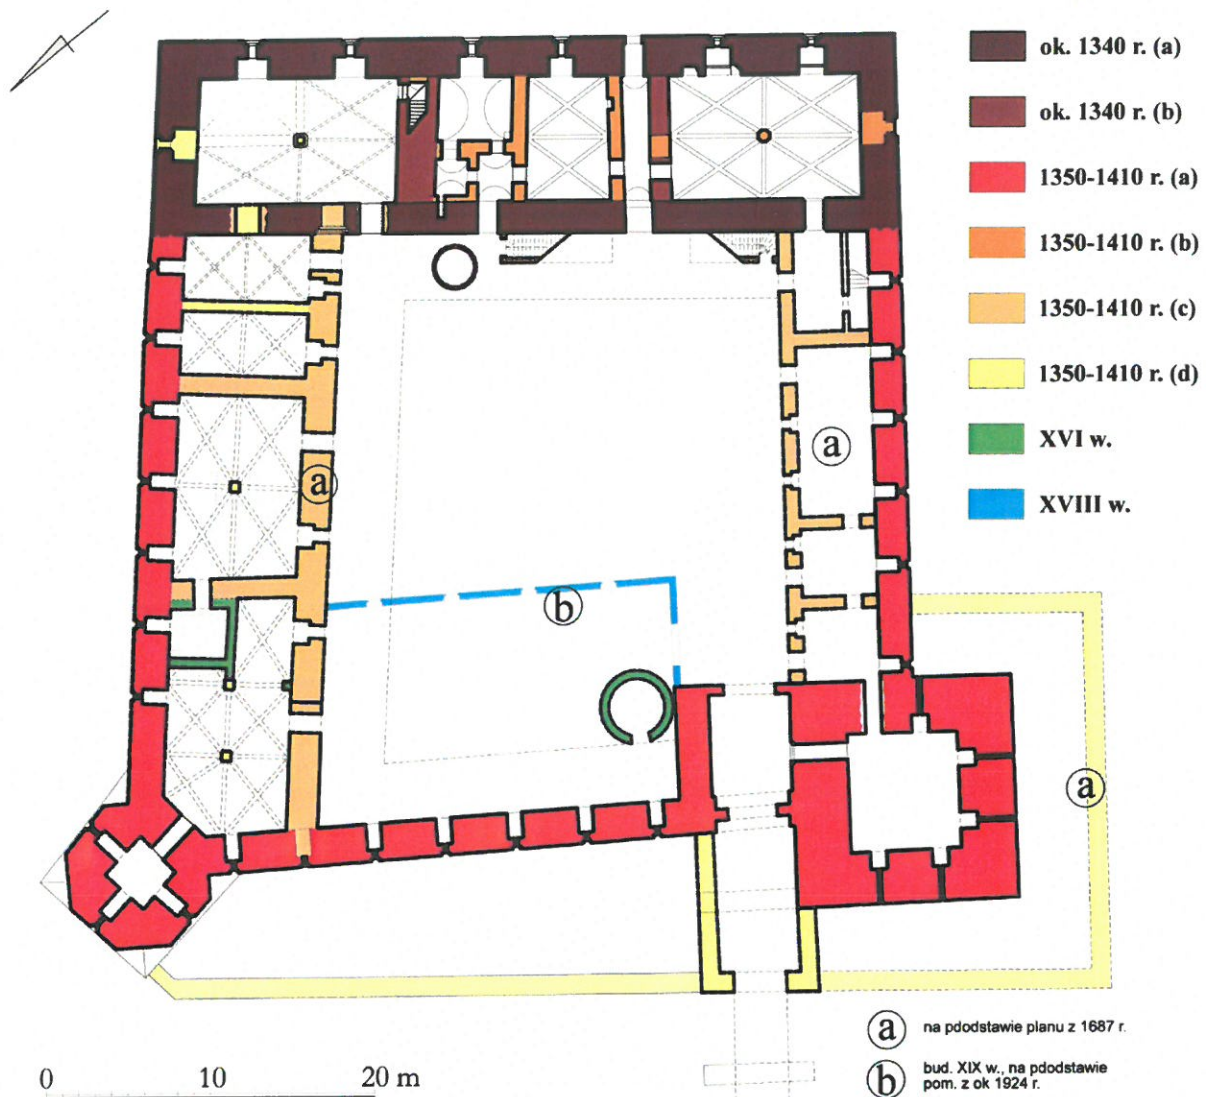 ok. 1340 r. (a)
ok. 1340 r. (b)
1350-1410 r. (a)
1350-1410 r. (b)
1350-1410 r. (c)
1350-1410 r. (d)
XVI w.
XVIII w.
a
a
b
a
a na pdodstawie planu z 1687 r.
b bud. XIX w., na pdodstawie
pom. z ok 1924 r.
0 10 20 m